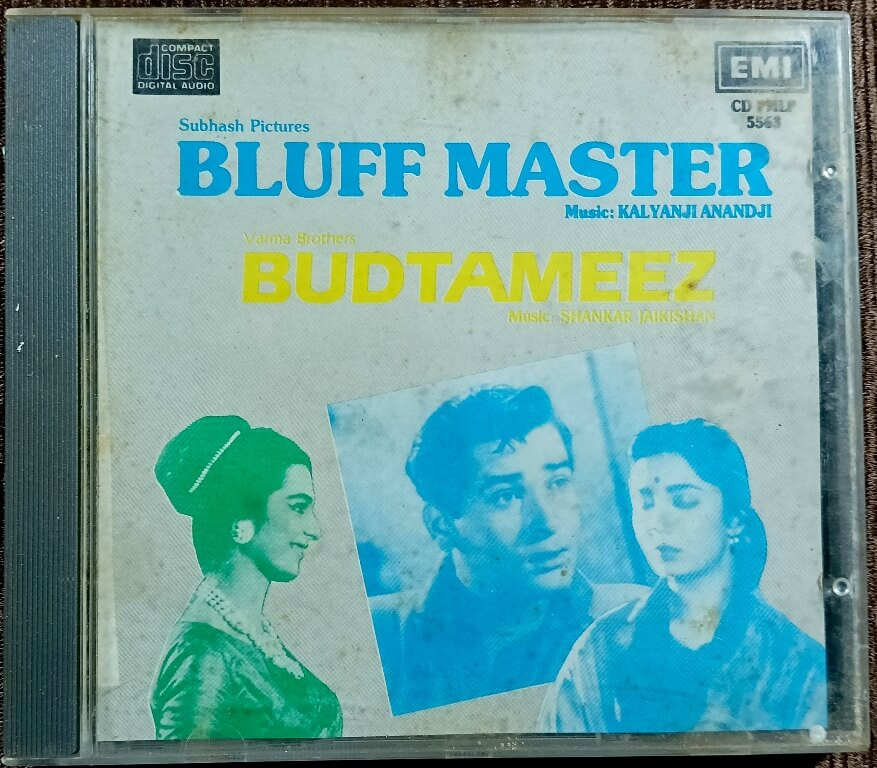 COMPACT
disc
DIGITAL AUDIO
EMI
CD PMLP
5563
Subhash Pictures
BLUFF MASTER
Music: KALYANJI ANANDJI
Varma Brothers
BUDTAMEEZ
Music: SHANKAR JAIKISHAN